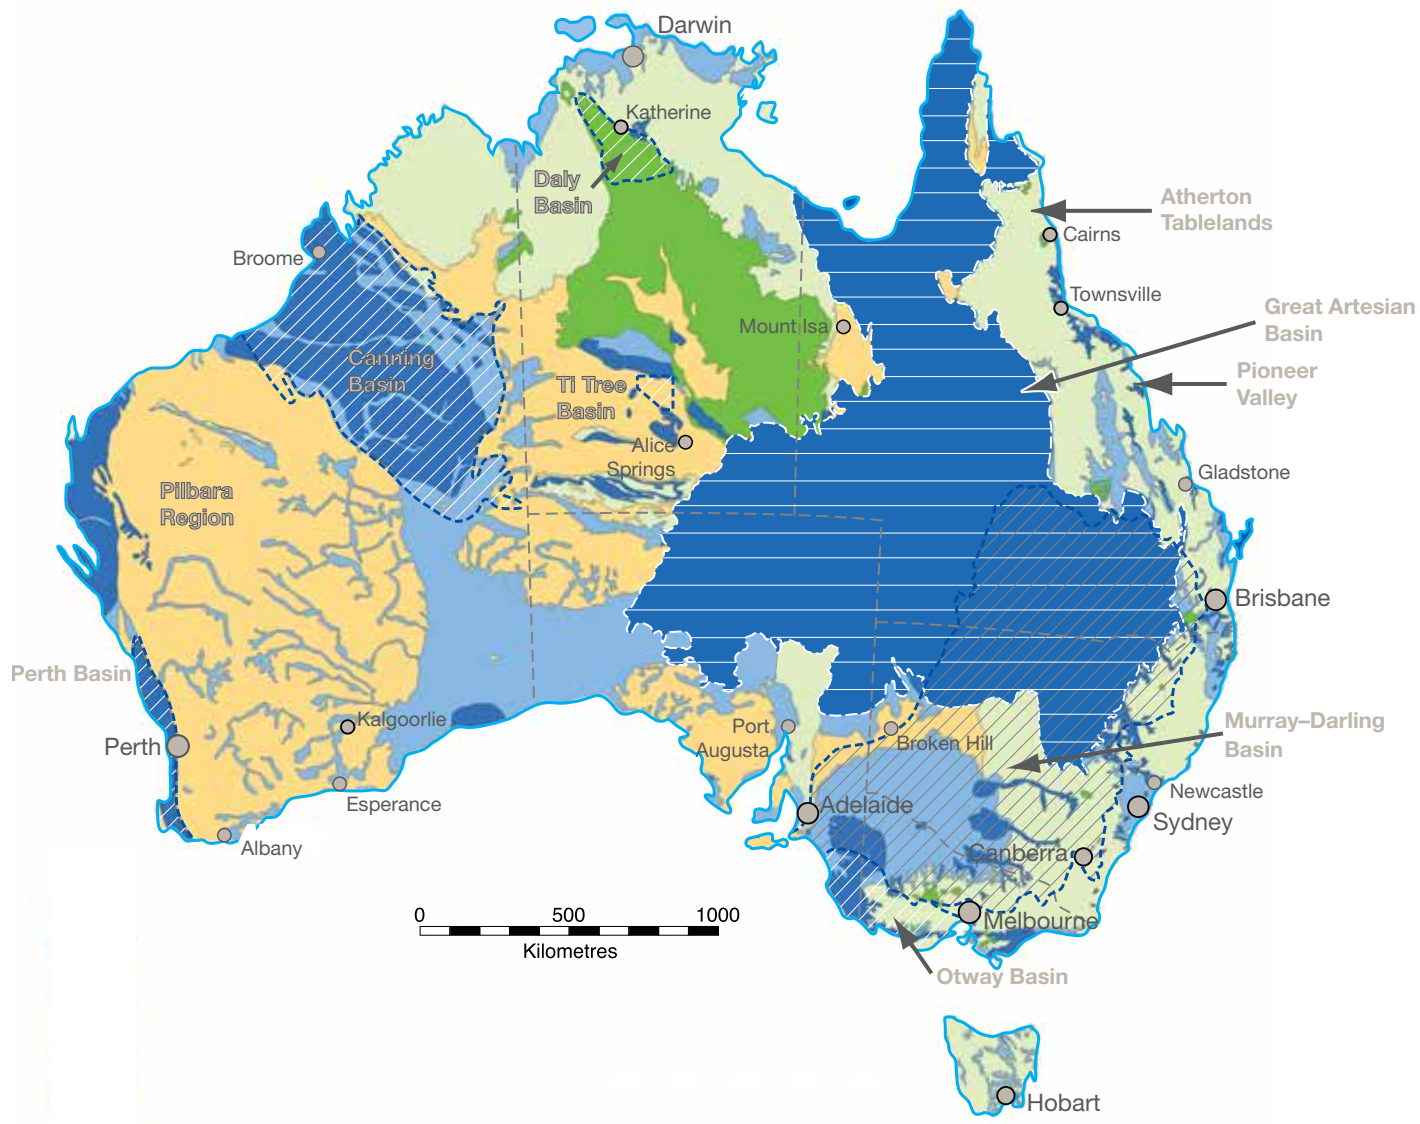 Darwin
Katherine
Daly
Basin
Atherton
Tablelands
Cairns
Broome
Townsville
Great Artesian
Basin
Mount Isa
Canning
Basin
Pioneer
Valley
Ti Tree
Basin
Alice
Springs
Gladstone
Pilbara
Region
Brisbane
Perth Basin
Kalgoorlie
Port
Augusta
Murray–Darling
Basin
Broken Hill
Perth
Newcastle
Esperance
Adelaide
Sydney
Albany
Canberra
0 500 1000
Kilometres
Melbourne
Otway Basin
Hobart